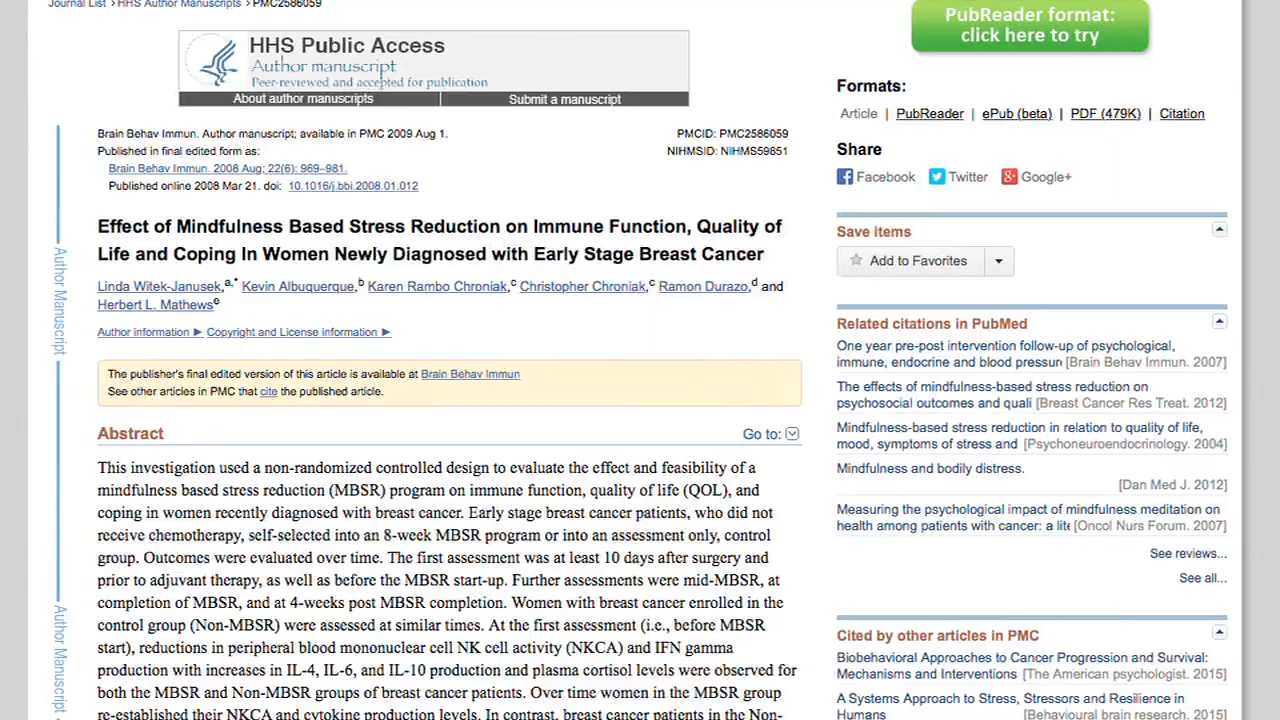 Journal List > HHS Author Manuscripts > PMC2586059
HHS Public Access
Author manuscript
Peer-reviewed and accepted for publication
About author manuscripts
Submit a manuscript
Brain Behav Immun. Author manuscript; available in PMC 2009 Aug 1.
Published in final edited form as:
Brain Behav Immun. 2008 Aug; 22(6): 969–981.
Published online 2008 Mar 21. doi: 10.1016/j.bbi.2008.01.012
PMCID: PMC2586059
NIHMSID: NIHMS59851
Effect of Mindfulness Based Stress Reduction on Immune Function, Quality of
Life and Coping In Women Newly Diagnosed with Early Stage Breast Cancer
Linda Witek-Janusek,a,* Kevin Albuquerque,b Karen Rambo Chroniak,c Christopher Chroniak,c Ramon Durazo,d and
Herbert L. Mathewse
Author information ► Copyright and License information ►
The publisher's final edited version of this article is available at Brain Behav Immun
See other articles in PMC that cite the published article.
Abstract
Go to:
This investigation used a non-randomized controlled design to evaluate the effect and feasibility of a
mindfulness based stress reduction (MBSR) program on immune function, quality of life (QOL), and
coping in women recently diagnosed with breast cancer. Early stage breast cancer patients, who did not
receive chemotherapy, self-selected into an 8-week MBSR program or into an assessment only, control
group. Outcomes were evaluated over time. The first assessment was at least 10 days after surgery and
prior to adjuvant therapy, as well as before the MBSR start-up. Further assessments were mid-MBSR, at
completion of MBSR, and at 4-weeks post MBSR completion. Women with breast cancer enrolled in the
control group (Non-MBSR) were assessed at similar times. At the first assessment (i.e., before MBSR
start), reductions in peripheral blood mononuclear cell NK cell activity (NKCA) and IFN gamma
production with increases in IL-4, IL-6, and IL-10 production and plasma cortisol levels were observed for
both the MBSR and Non-MBSR groups of breast cancer patients. Over time women in the MBSR group
re-established their NKCA and cytokine production levels. In contrast, breast cancer patients in the Non-
Author Manuscript
Author Manuscript
PubReader format:
click here to try
Formats:
Article | PubReader | ePub (beta) | PDF (479K) | Citation
Share
Facebook Twitter Google+
Save items
Add to Favorites
Related citations in PubMed
One year pre-post intervention follow-up of psychological,
immune, endocrine and blood pressure [Brain Behav Immun. 2007]
The effects of mindfulness-based stress reduction on
psychosocial outcomes and quali [Breast Cancer Res Treat. 2012]
Mindfulness-based stress reduction in relation to quality of life,
mood, symptoms of stress and [Psychoneuroendocrinology. 2004]
Mindfulness and bodily distress.
[Dan Med J. 2012]
Measuring the psychological impact of mindfulness meditation on
health among patients with cancer: a lite [Oncol Nurs Forum. 2007]
See reviews...
See all...
Cited by other articles in PMC
Biobehavioral Approaches to Cancer Progression and Survival:
Mechanisms and Interventions [The American psychologist. 2015]
A Systems Approach to Stress, Stressors and Resilience in
Humans [Behavioural brain research. 2015]